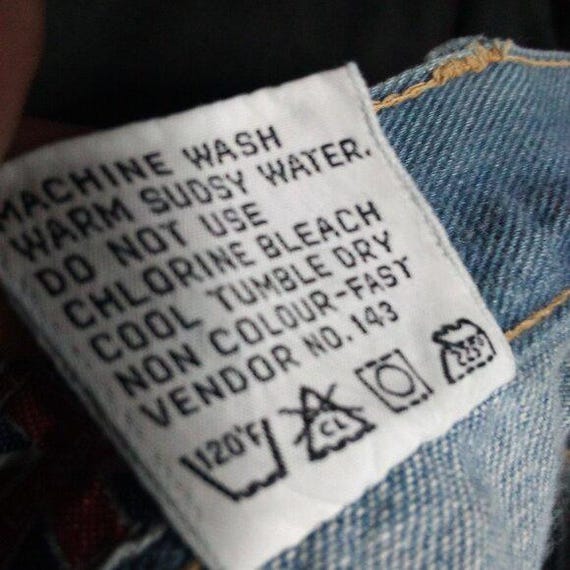 MACHINE WASH
WARM SUDSY WATER.
DO NOT USE
CHLORINE BLEACH
COOL TUMBLE DRY
NON COLOUR-FAST
VENDOR NO. 143
120°F CL